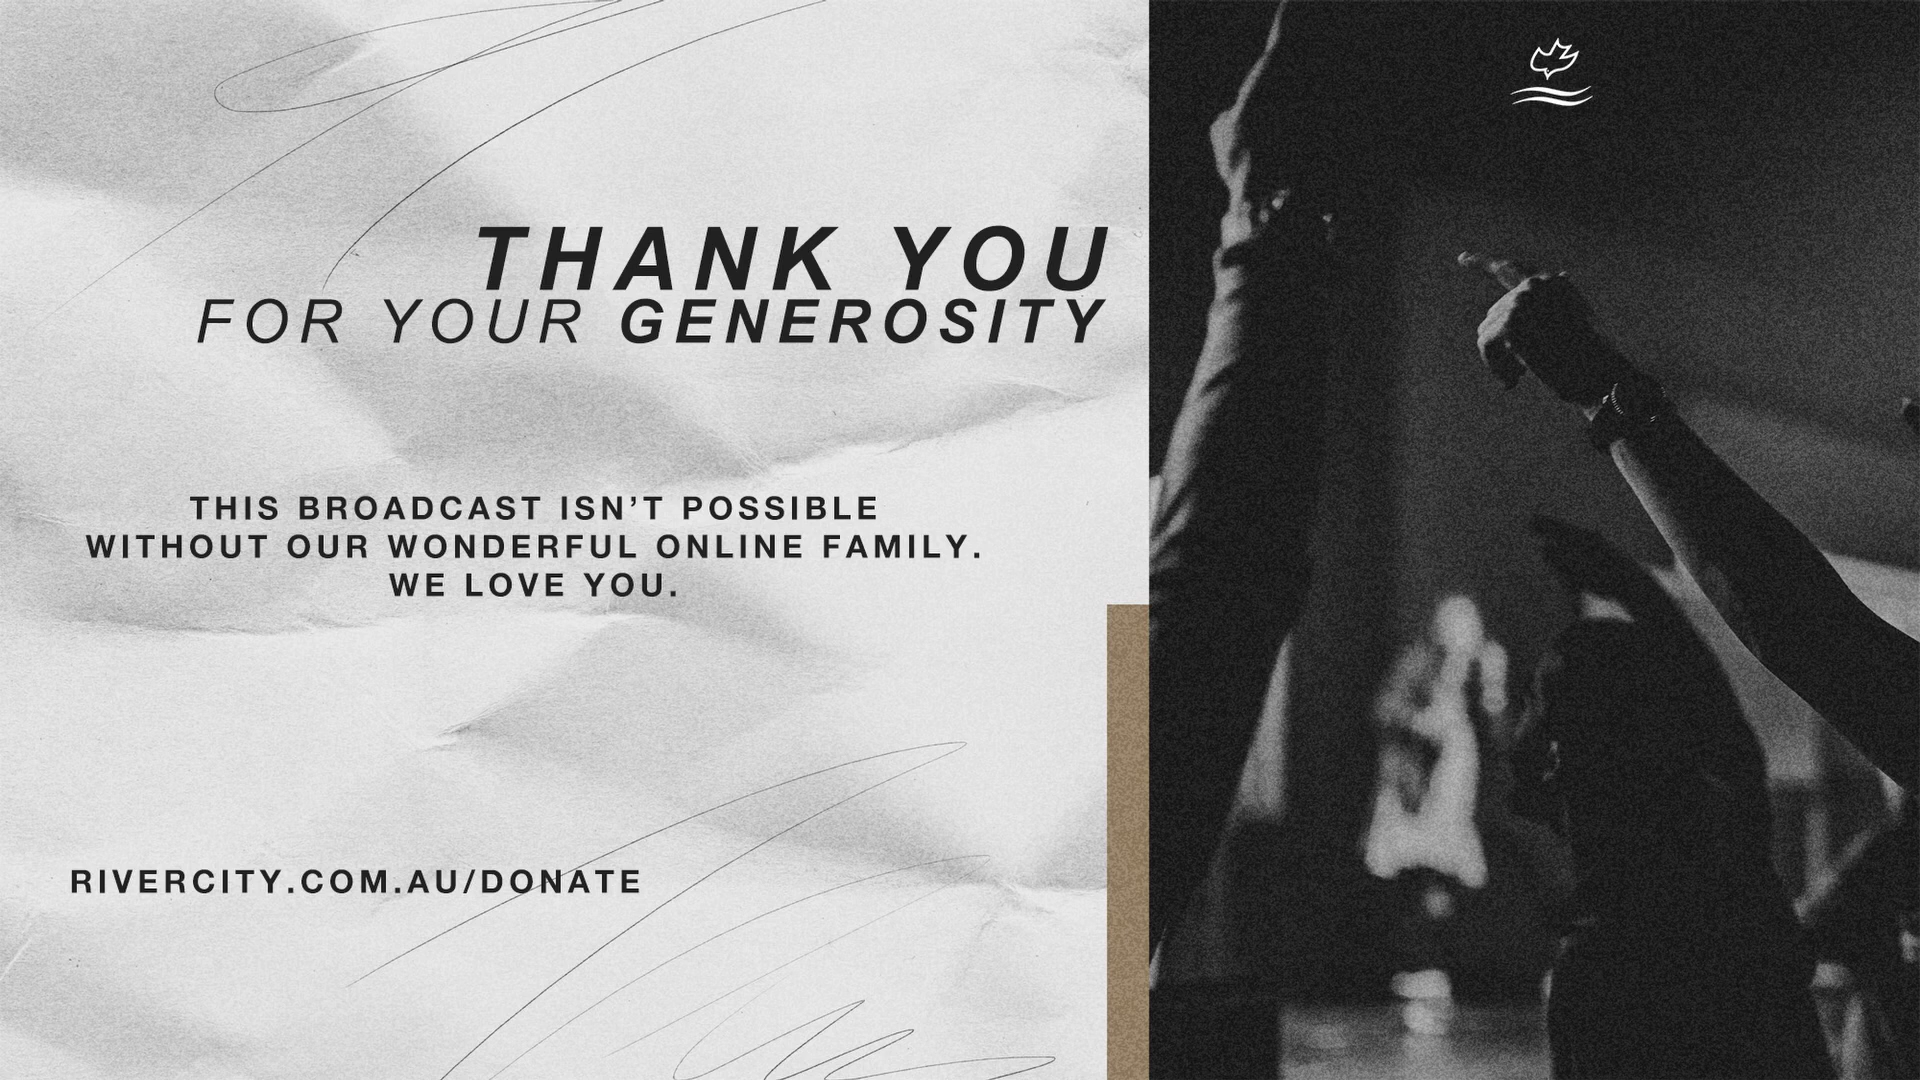 THANK YOU
FOR YOUR GENEROSITY
THIS BROADCAST ISN’T POSSIBLE
WITHOUT OUR WONDERFUL ONLINE FAMILY.
WE LOVE YOU.
RIVERCITY.COM.AU/DONATE